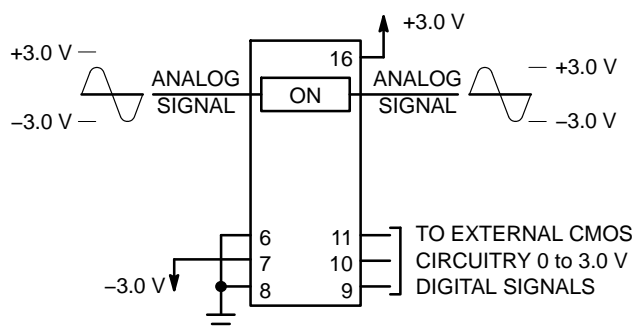 +3.0 V
16
+3.0 V
ANALOG
SIGNAL
ON
ANALOG
SIGNAL
+3.0 V
−3.0 V
−3.0 V
6
11
TO EXTERNAL CMOS
7
10
CIRCUITRY 0 to 3.0 V
−3.0 V
8
9
DIGITAL SIGNALS